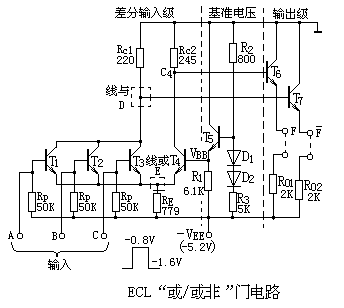 差分输入级 基准电压 输出级
Rc1 220
Rc2 245
R2 800
C4
T6
线与 D
T7
T5
F F̅
T1 T2 T3 线或 T4
E
VBB
D1
D2
R1 6.1K
RP 50K RP 50K RP 50K
RE 779
R3 5K
RO1 2K
RO2 2K
A B C
输入
-VEE (-5.2V)
-0.8V
-1.6V
ECL “或/或非”门电路